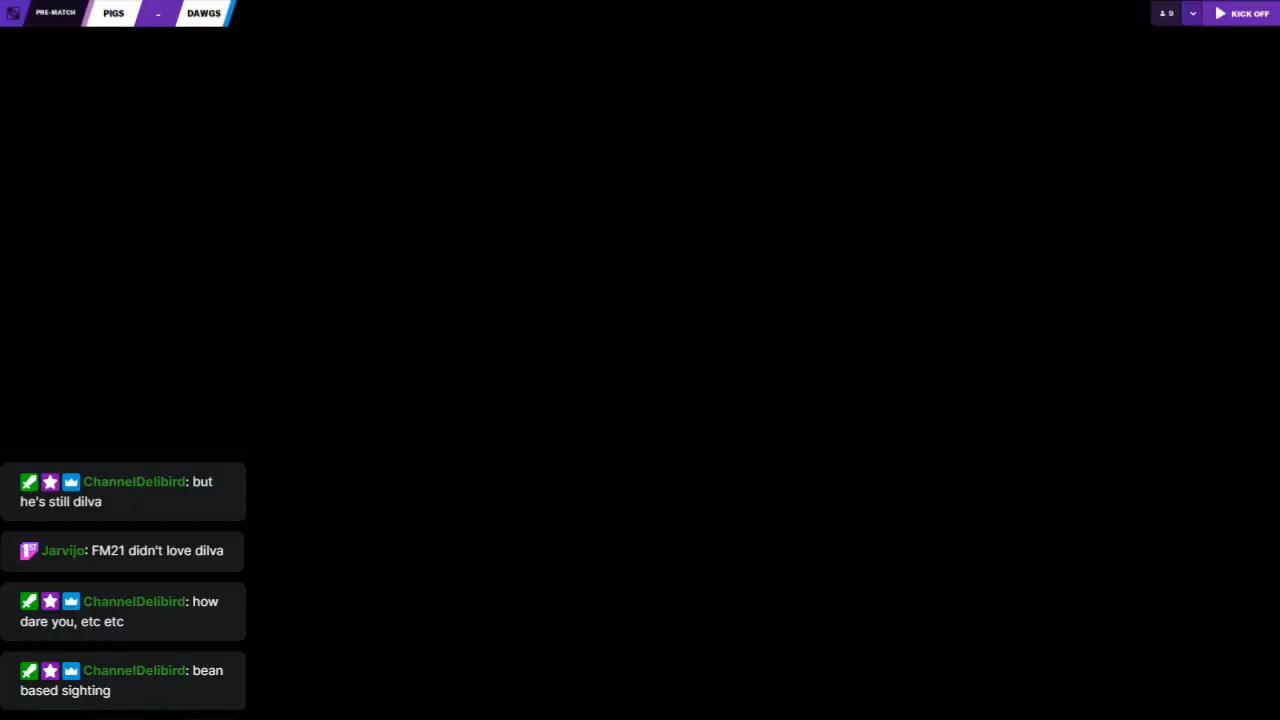 PRE-MATCH PIGS - DAWGS 9 KICK OFF
ChannelDelibird: but
he's still dilva
1ST Jarvijo: FM21 didn't love dilva
ChannelDelibird: how
dare you, etc etc
ChannelDelibird: bean
based sighting